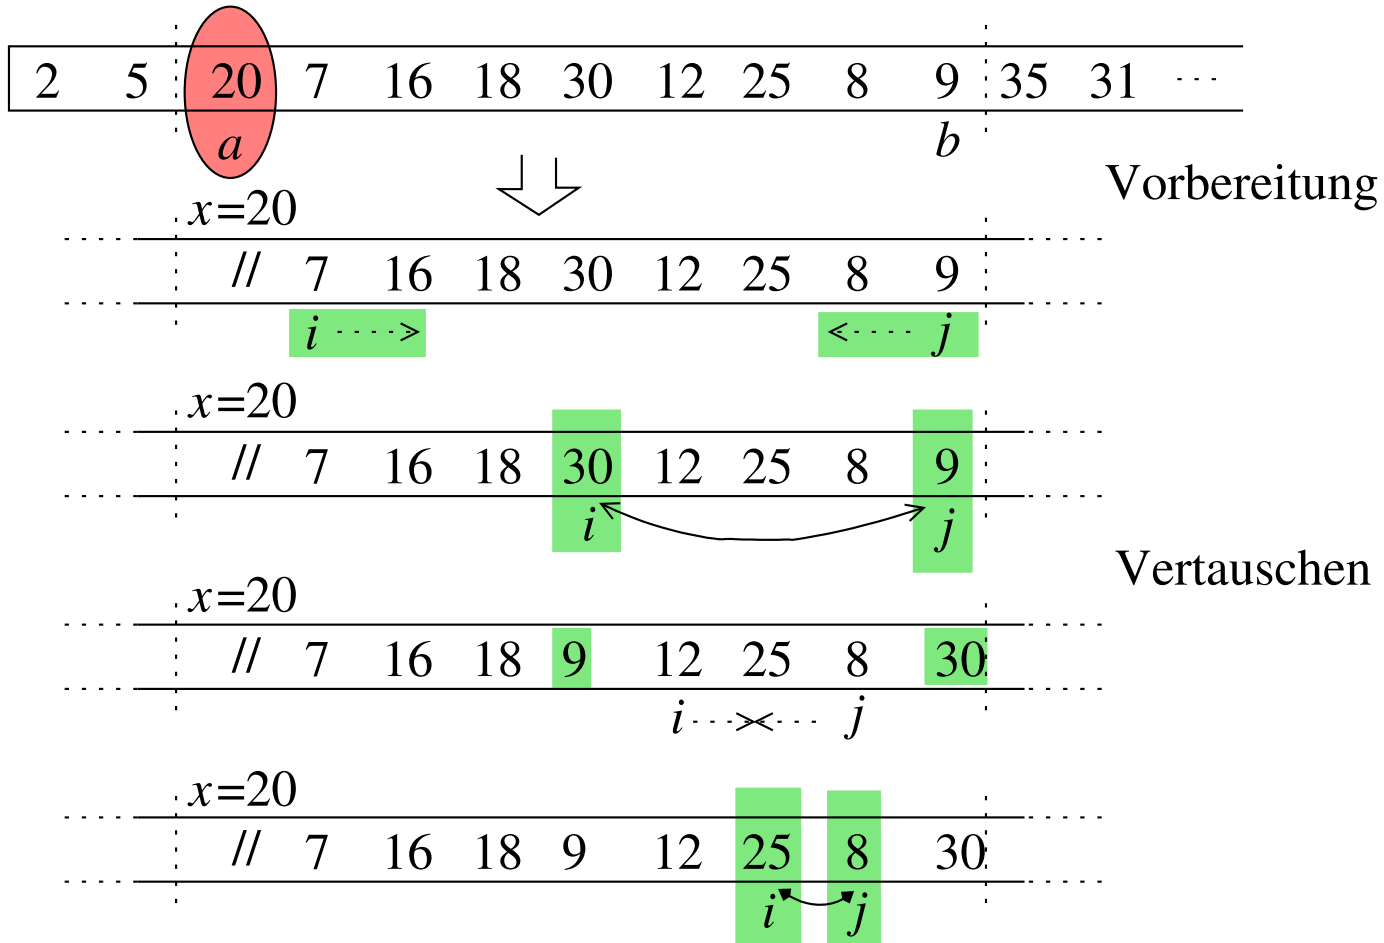 2 5 20 7 16 18 30 12 25 8 9 35 31 ···
a b
Vorbereitung
x=20
// 7 16 18 30 12 25 8 9
i j
x=20
// 7 16 18 30 12 25 8 9
i j
Vertauschen
x=20
// 7 16 18 9 12 25 8 30
i j
x=20
// 7 16 18 9 12 25 8 30
i j